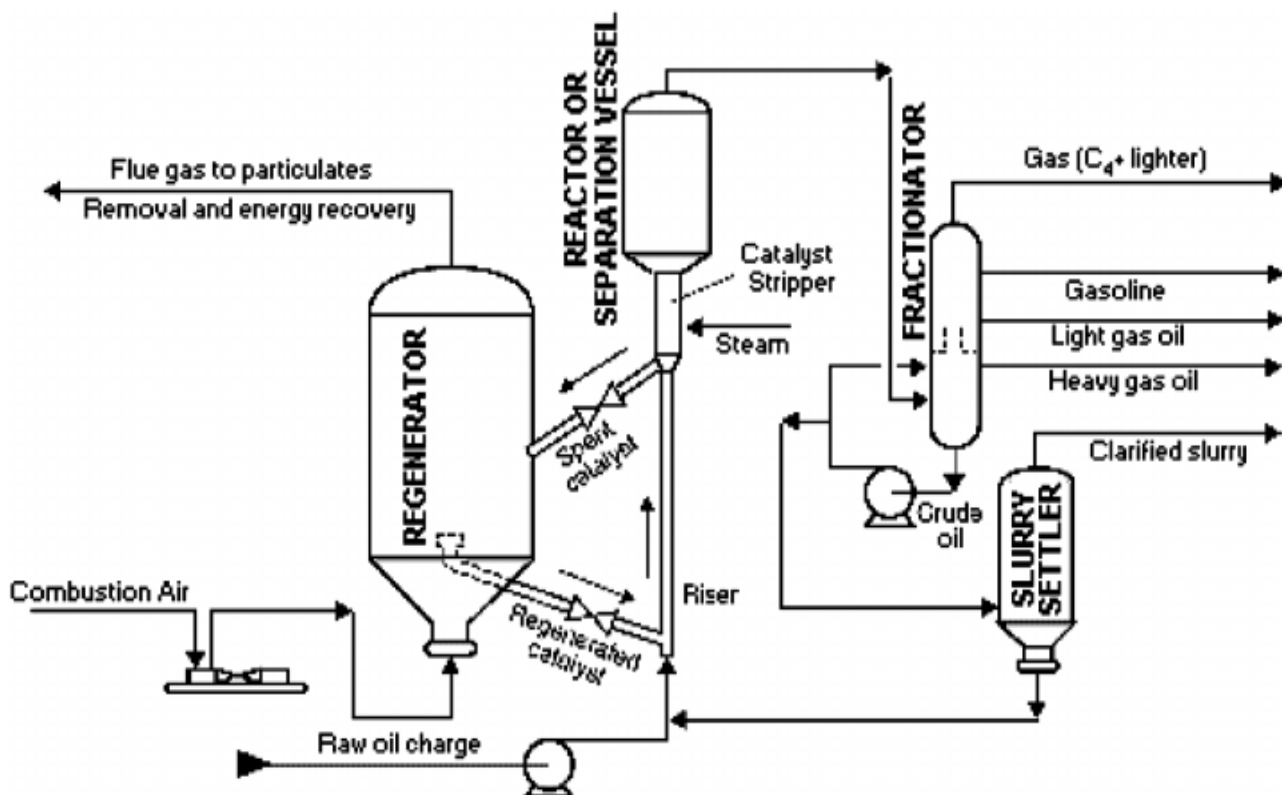 REACTOR OR
SEPARATION VESSEL
FRACTIONATOR
Gas (C₄+ lighter)
Flue gas to particulates
Removal and energy recovery
Catalyst
Stripper
Gasoline
Steam
Light gas oil
Heavy gas oil
REGENERATOR
Spent
catalyst
Clarified slurry
Crude
oil
SLURRY
SETTLER
Combustion Air
Riser
Regenerated
catalyst
Raw oil charge